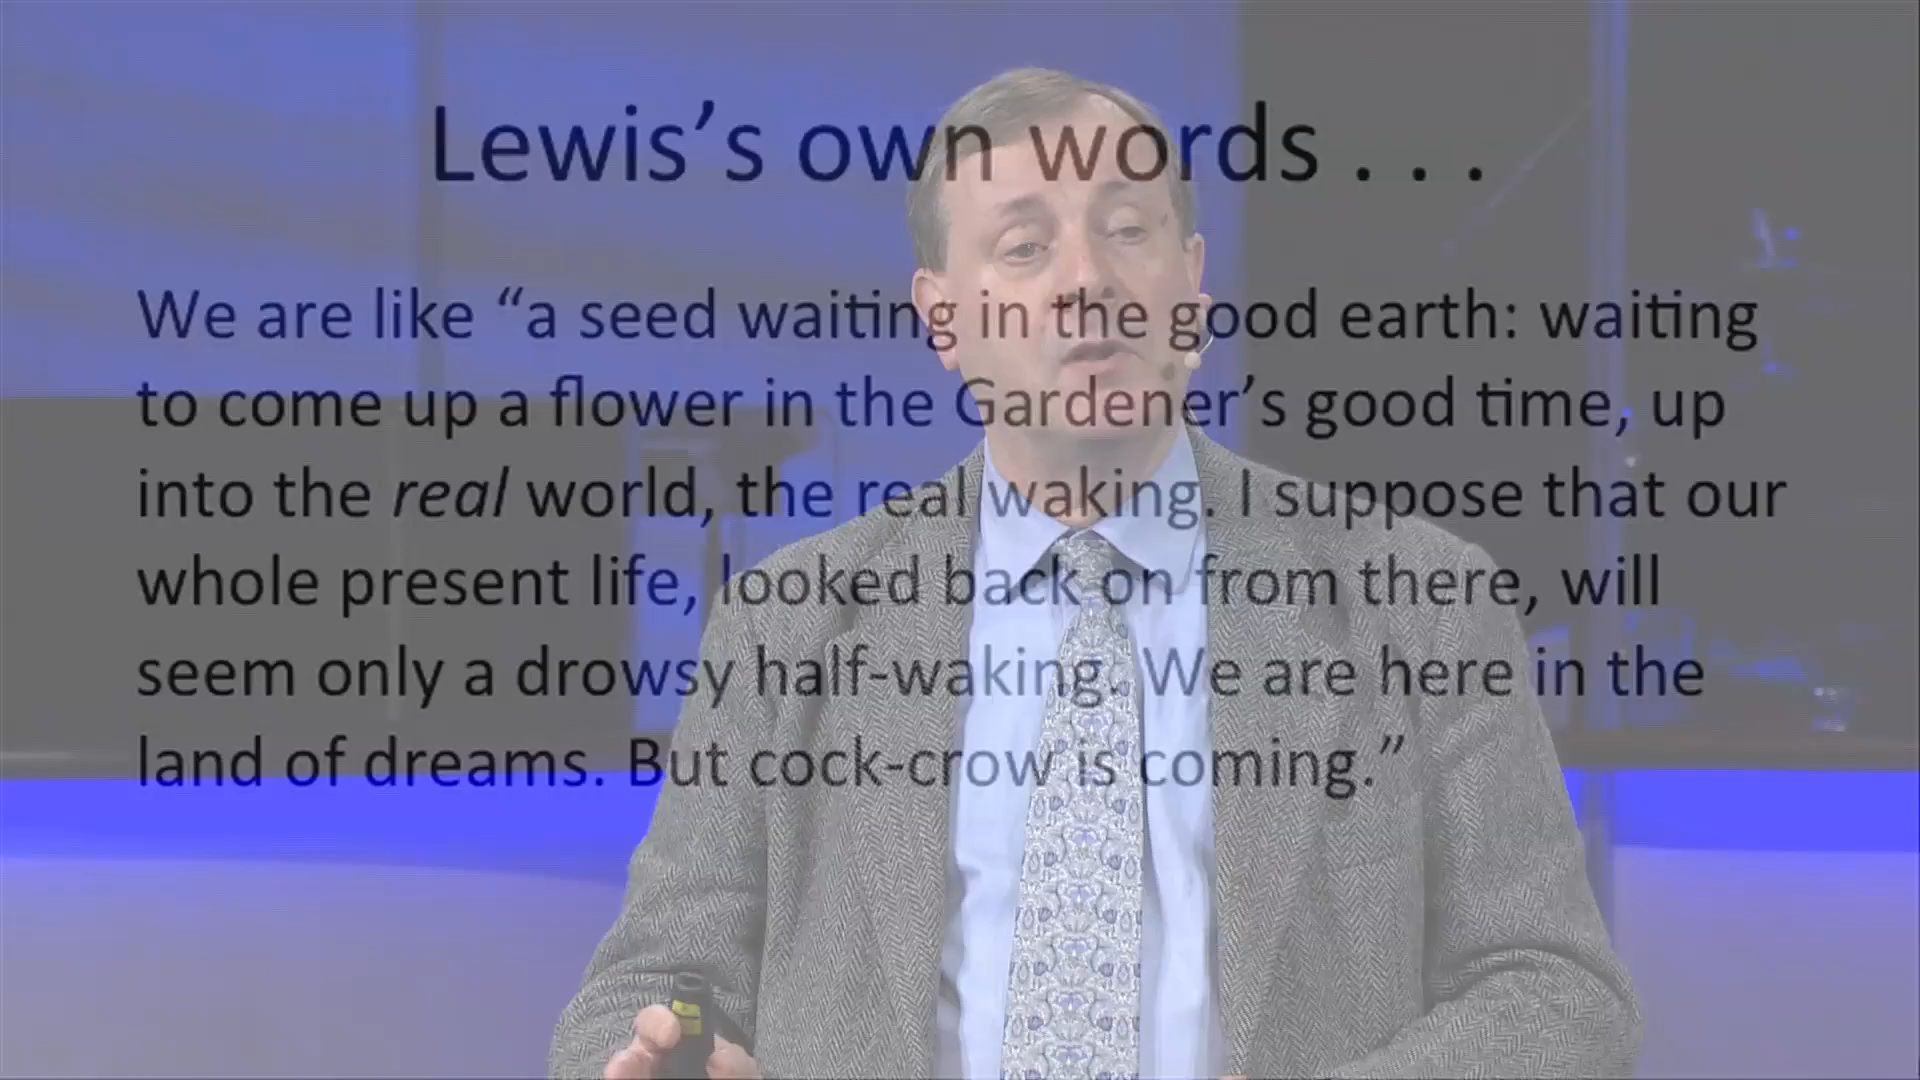 Lewis’s own words . . .
We are like “a seed waiting in the good earth: waiting
to come up a flower in the Gardener’s good time, up
into the real world, the real waking. I suppose that our
whole present life, looked back on from there, will
seem only a drowsy half-waking. We are here in the
land of dreams. But cock-crow is coming.”